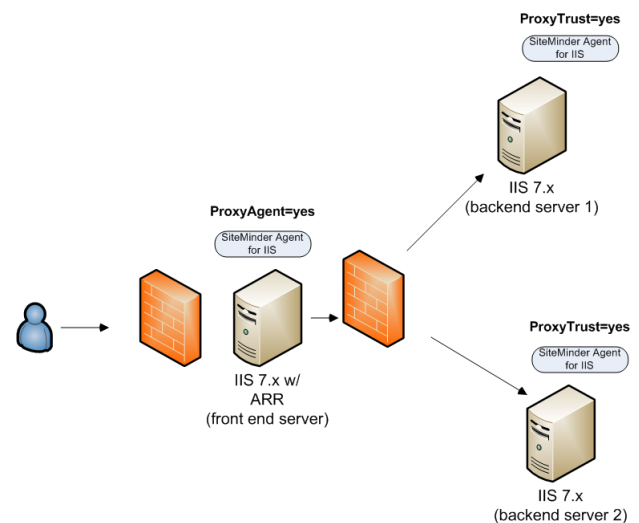 ProxyTrust=yes
SiteMinder Agent
for IIS
IIS 7.x
(backend server 1)
ProxyAgent=yes
SiteMinder Agent
for IIS
IIS 7.x w/
ARR
(front end server)
ProxyTrust=yes
SiteMinder Agent
for IIS
IIS 7.x
(backend server 2)